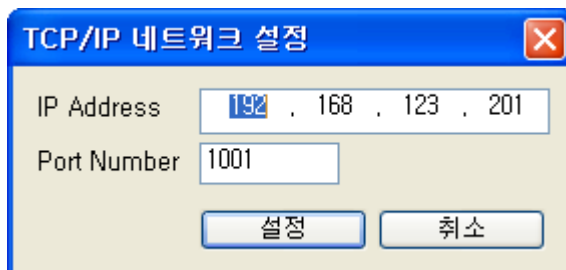 TCP/IP 네트워크 설정
IP Address 192 . 168 . 123 . 201
Port Number 1001
설정 취소